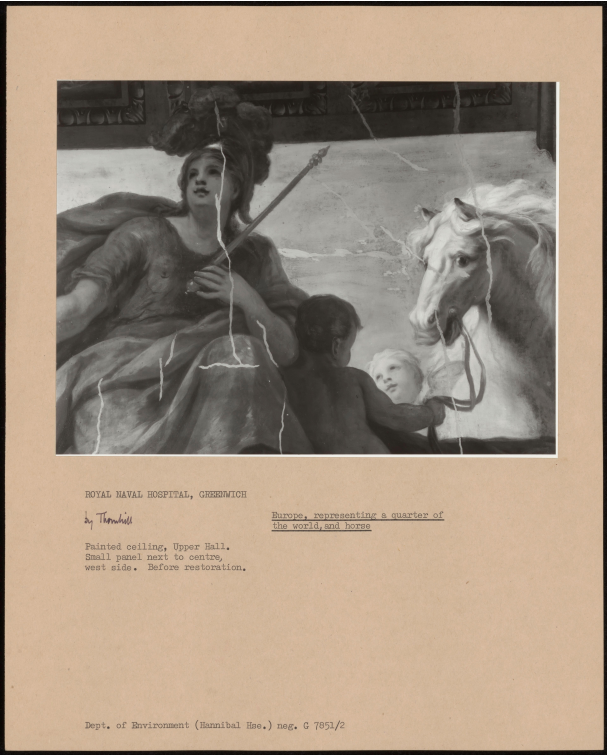 ROYAL NAVAL HOSPITAL, GREENWICH
by Thornhill
Europe, representing a quarter of
the world, and horse
Painted ceiling, Upper Hall.
Small panel next to centre,
west side. Before restoration.
Dept. of Environment (Hannibal Hse.) neg. G 7851/2